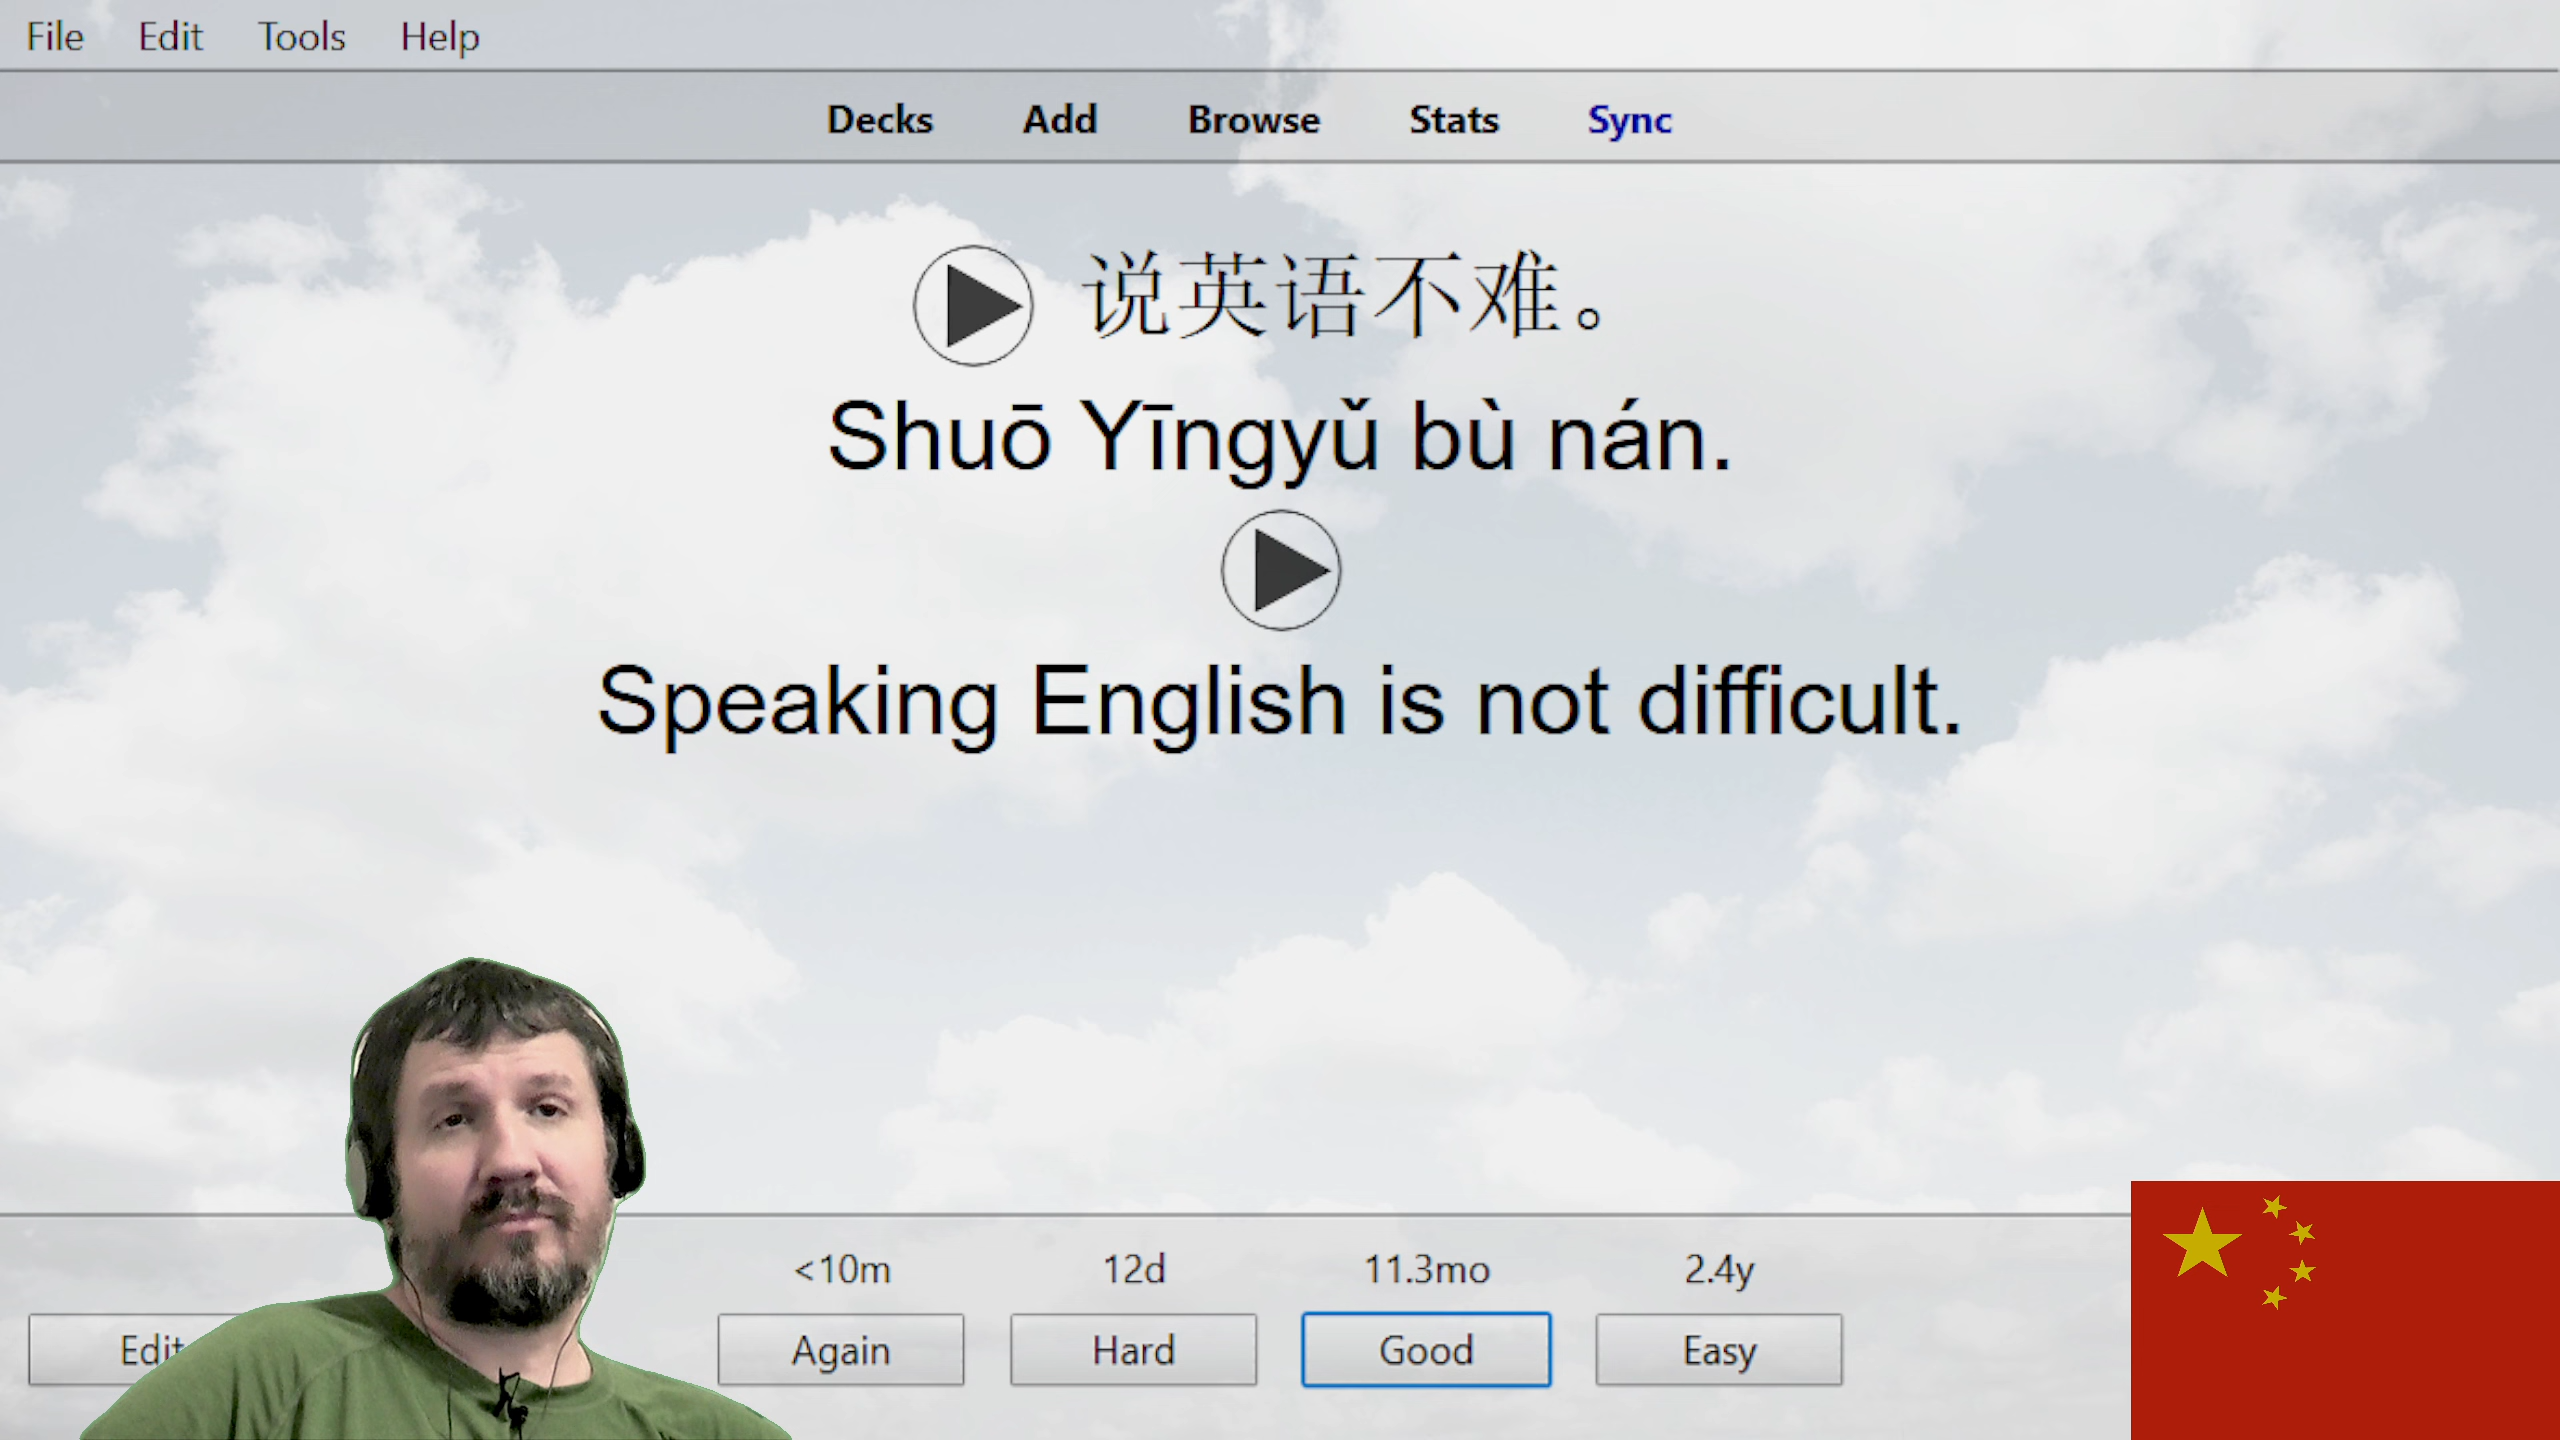 File Edit Tools Help
Decks Add Browse Stats Sync
说英语不难。
Shuō Yīngyǔ bù nán.
Speaking English is not difficult.
<10m 12d 11.3mo 2.4y
Edit Again Hard Good Easy